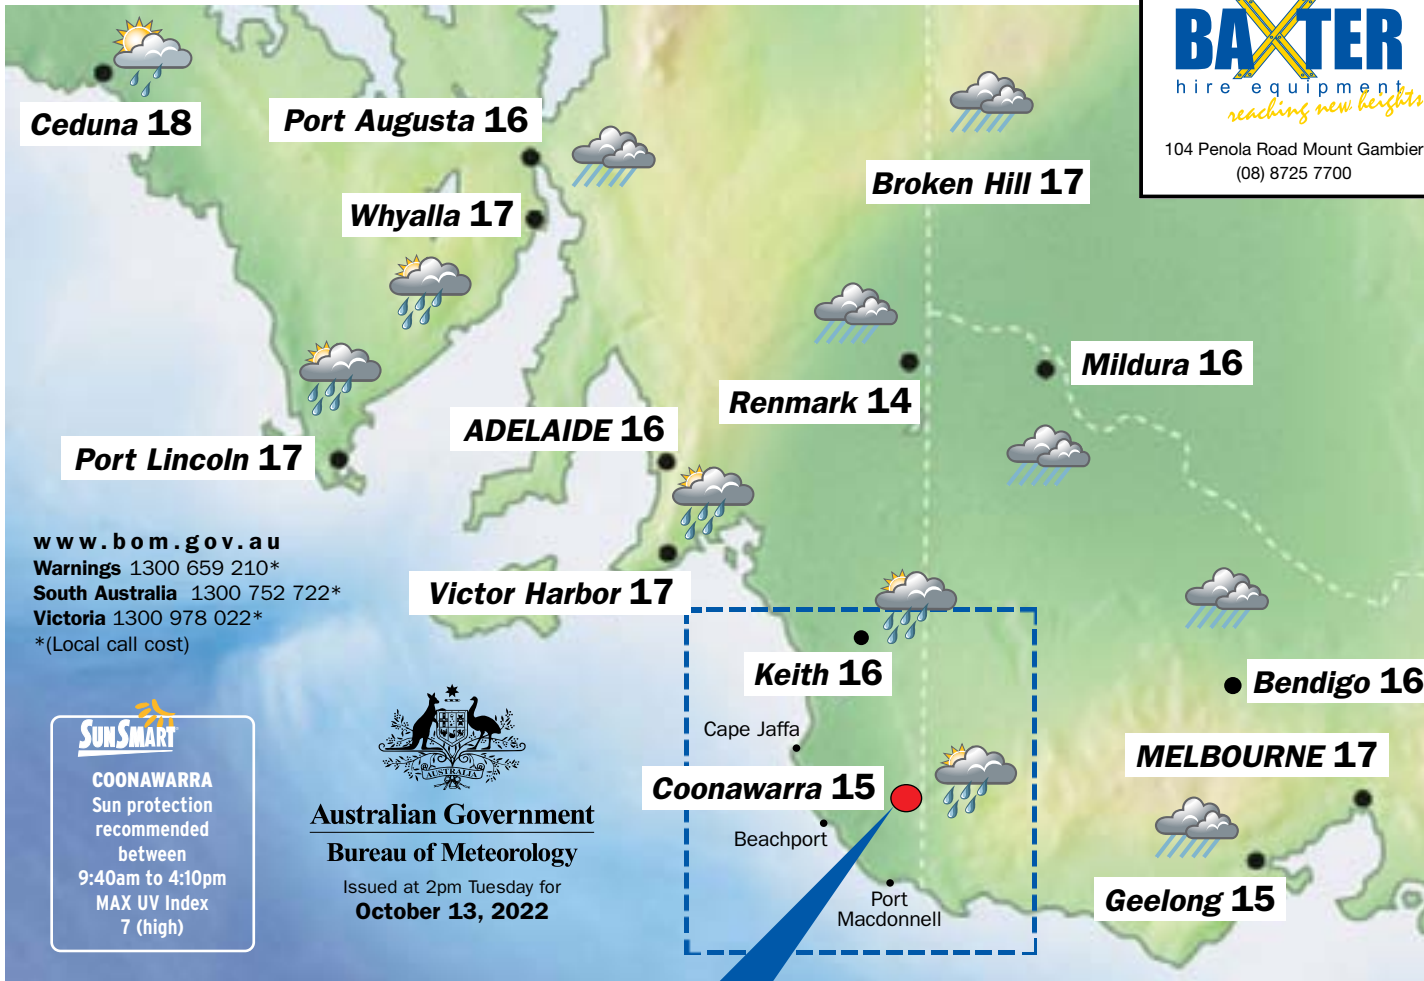 BAXTER
hire equipment
reaching new heights
104 Penola Road Mount Gambier
(08) 8725 7700
Ceduna 18
Port Augusta 16
Whyalla 17
Broken Hill 17
Renmark 14
Mildura 16
ADELAIDE 16
Port Lincoln 17
Victor Harbor 17
www.bom.gov.au
Warnings 1300 659 210*
South Australia 1300 752 722*
Victoria 1300 978 022*
*(Local call cost)
Keith 16
Bendigo 16
Cape Jaffa
MELBOURNE 17
Coonawarra 15
Beachport
Port
Macdonnell
Geelong 15
SUNSMART
COONAWARRA
Sun protection
recommended
between
9:40am to 4:10pm
MAX UV Index
7 (high)
AUSTRALIA
Australian Government
Bureau of Meteorology
Issued at 2pm Tuesday for
October 13, 2022